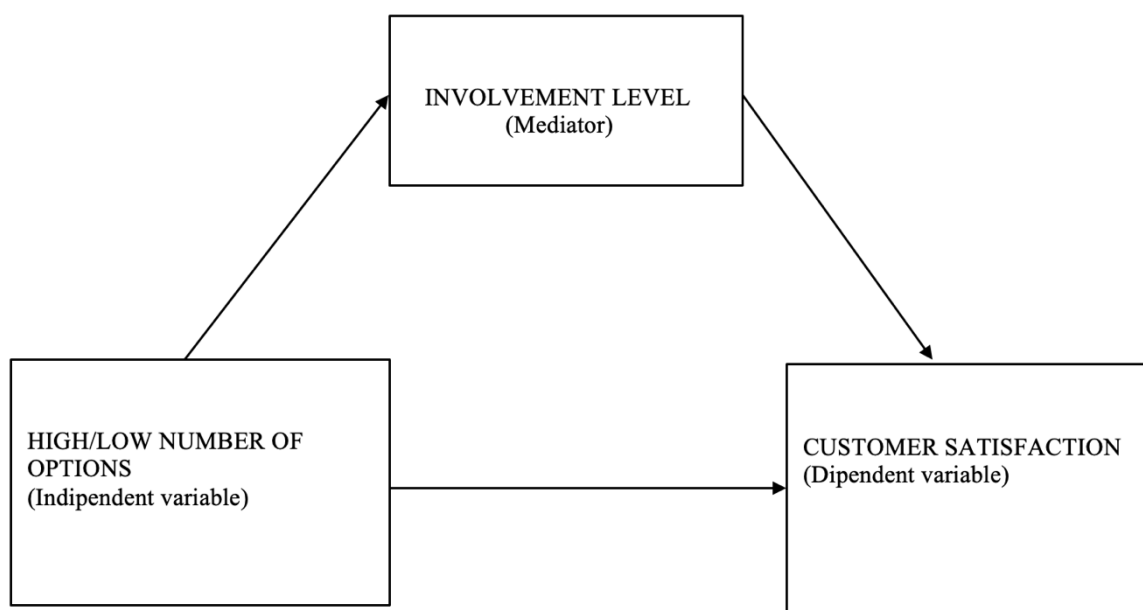 INVOLVEMENT LEVEL
(Mediator)
HIGH/LOW NUMBER OF
OPTIONS
(Indipendent variable)
CUSTOMER SATISFACTION
(Dipendent variable)